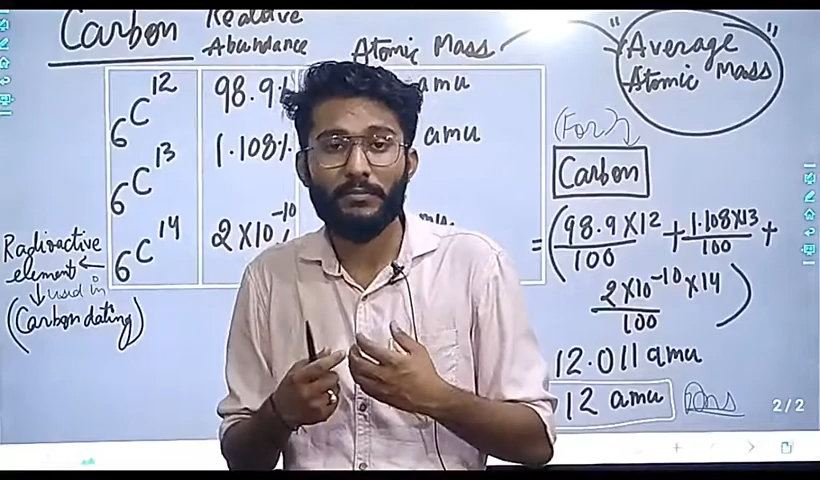 Carbon
Relative
Abundance
Atomic Mass
"Average
Atomic Mass"
₆C¹²
98.9%
amu
₆C¹³
1.108%
amu
₆C¹⁴
2×10⁻¹⁰%
(For)
Carbon
= (98.9×12/100 + 1.108×13/100 +
2×10⁻¹⁰×14/100)
12.011 amu
12 amu
Ans
Radioactive
element
used in
(Carbon dating)
2/2